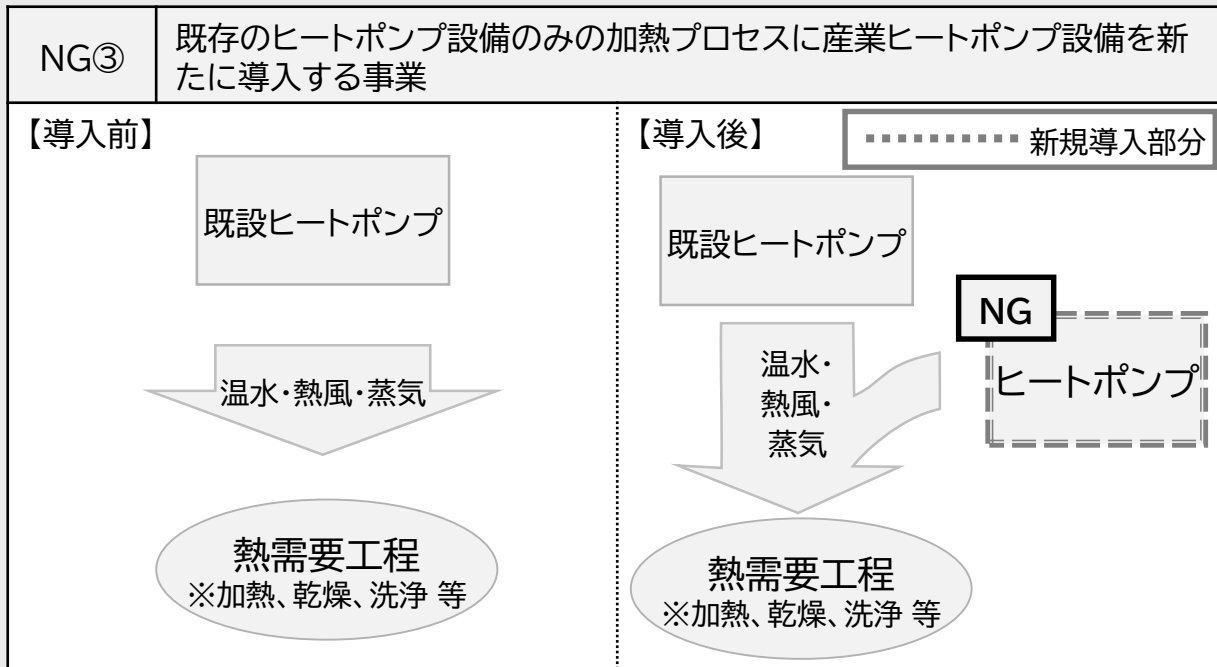 NG③
既存のヒートポンプ設備のみの加熱プロセスに産業ヒートポンプ設備を新
たに導入する事業
【導入前】
既設ヒートポンプ
温水・熱風・蒸気
熱需要工程
※加熱、乾燥、洗浄 等
【導入後】
新規導入部分
既設ヒートポンプ
NG
ヒートポンプ
温水・
熱風・
蒸気
熱需要工程
※加熱、乾燥、洗浄 等